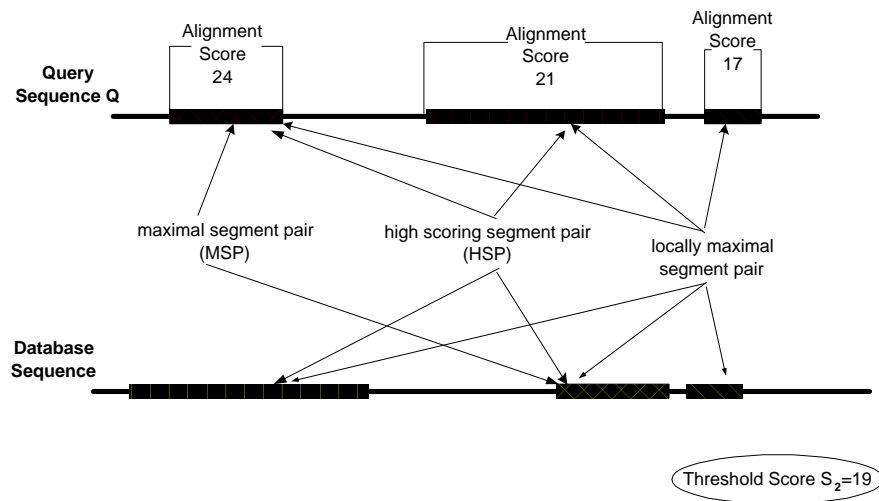 Alignment
Score
24
Alignment
Score
21
Alignment
Score
17
Query
Sequence Q
maximal segment pair
(MSP)
high scoring segment pair
(HSP)
locally maximal
segment pair
Database
Sequence
Threshold Score S₂=19